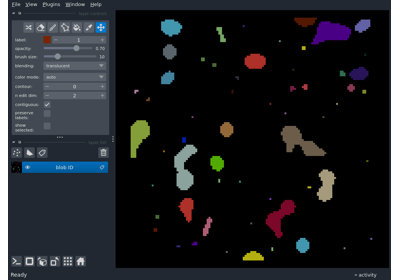 File View Plugins Window Help
label: 1
opacity: 0.70
brush size: 10
blending: translucent
color mode: auto
contour: 0
n edit dim: 2
contiguous:
preserve
labels:
show
selected:
blob ID
Ready
activity